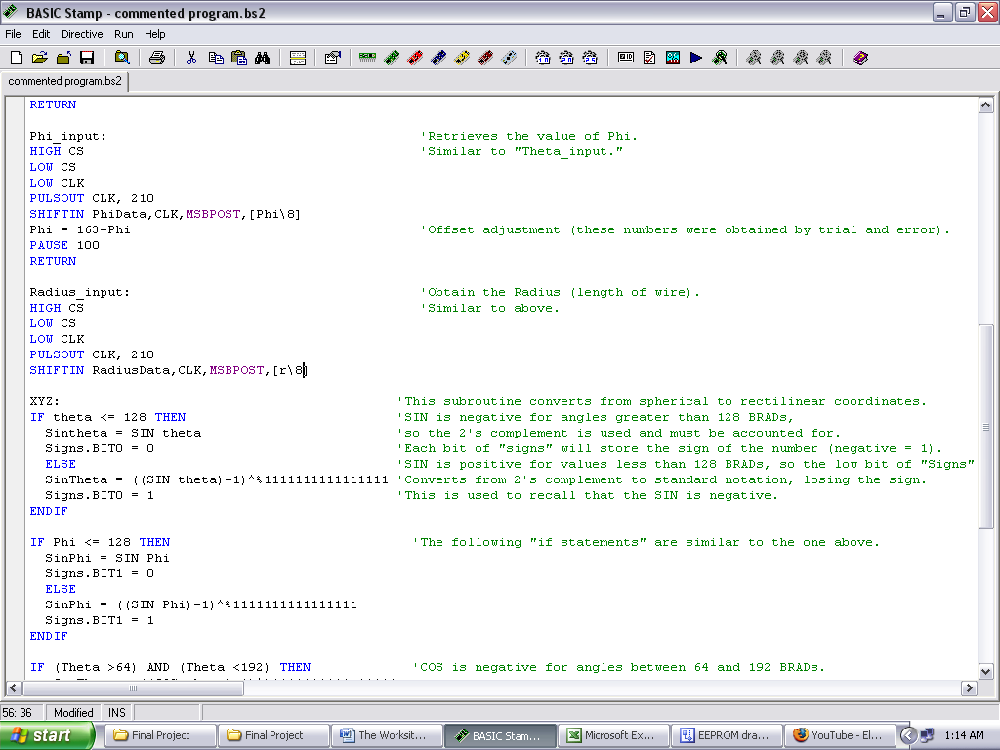 BASIC Stamp - commented program.bs2
File Edit Directive Run Help
commented program.bs2
RETURN
Phi_input: 'Retrieves the value of Phi.
HIGH CS 'Similar to "Theta_input."
LOW CS
LOW CLK
PULSOUT CLK, 210
SHIFTIN PhiData,CLK,MSBPOST,[Phi\8]
Phi = 163-Phi 'Offset adjustment (these numbers were obtained by trial and error).
PAUSE 100
RETURN
Radius_input: 'Obtain the Radius (length of wire).
HIGH CS 'Similar to above.
LOW CS
LOW CLK
PULSOUT CLK, 210
SHIFTIN RadiusData,CLK,MSBPOST,[r\8]
XYZ: 'This subroutine converts from spherical to rectilinear coordinates.
IF theta <= 128 THEN 'SIN is negative for angles greater than 128 BRADs,
Sintheta = SIN theta 'so the 2's complement is used and must be accounted for.
Signs.BIT0 = 0 'Each bit of "signs" will store the sign of the number (negative = 1).
ELSE 'SIN is positive for values less than 128 BRADs, so the low bit of "Signs"
SinTheta = ((SIN theta)-1)^%1111111111111111 'Converts from 2's complement to standard notation, losing the sign.
Signs.BIT0 = 1 'This is used to recall that the SIN is negative.
ENDIF
IF Phi <= 128 THEN 'The following "if statements" are similar to the one above.
SinPhi = SIN Phi
Signs.BIT1 = 0
ELSE
SinPhi = ((SIN Phi)-1)^%1111111111111111
Signs.BIT1 = 1
ENDIF
IF (Theta >64) AND (Theta <192) THEN 'COS is negative for angles between 64 and 192 BRADs.
56: 36 Modified INS
start Final Project Final Project The Worksit... BASIC Stam... Microsoft Ex... EEPROM dra... YouTube - El... 1:14 AM